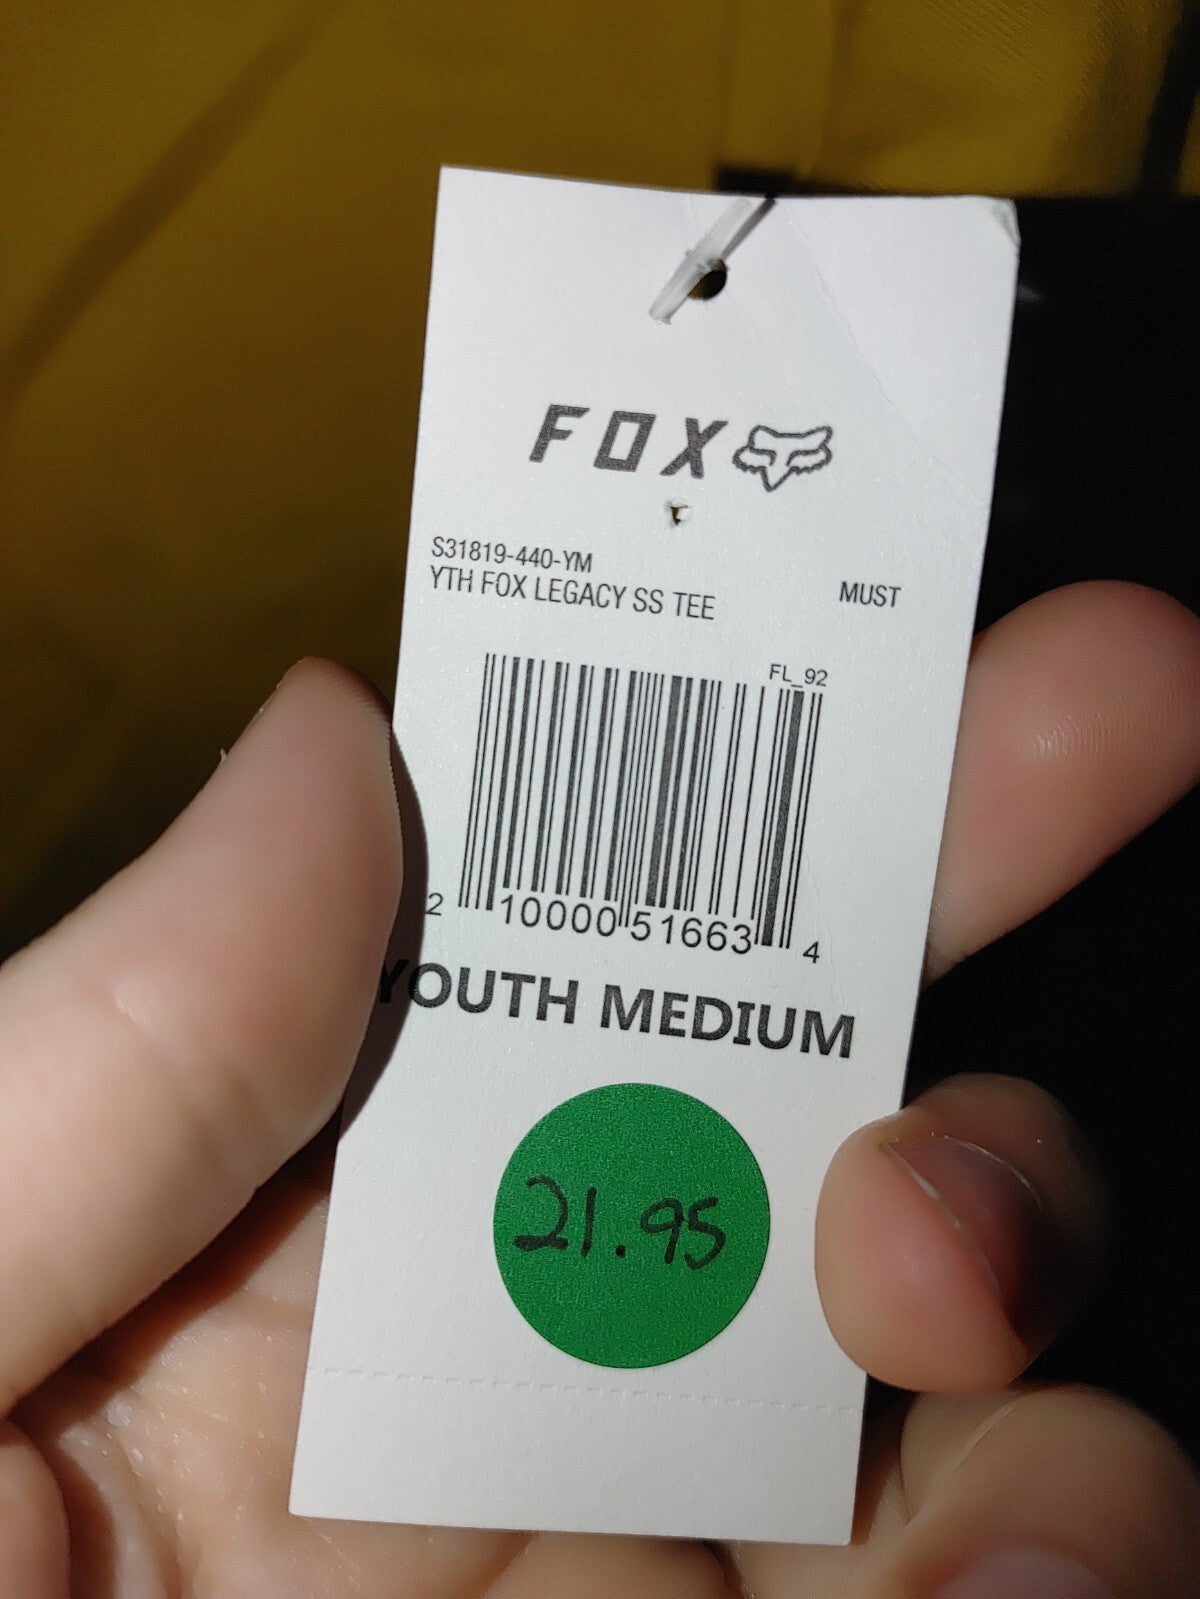 FOX
S31819-440-YM
YTH FOX LEGACY SS TEE
MUST
FL_92
2 10000 51663 4
YOUTH MEDIUM
21.95